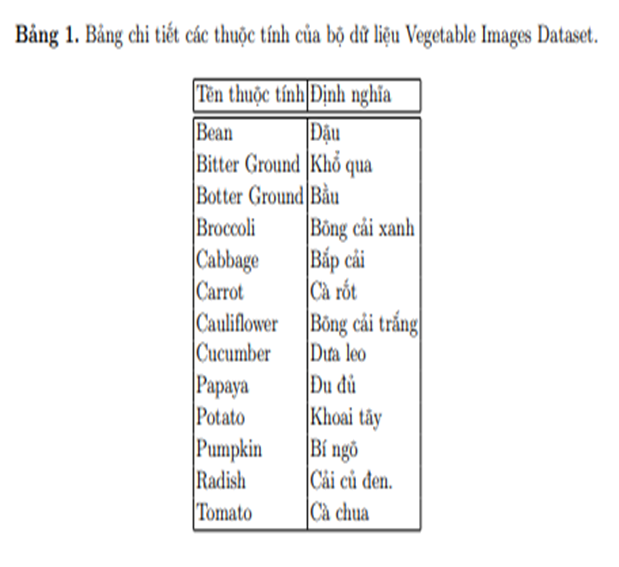 Bảng 1. Bảng chi tiết các thuộc tính của bộ dữ liệu Vegetable Images Dataset.
Tên thuộc tính Định nghĩa
Bean Đậu
Bitter Ground Khổ qua
Botter Ground Bầu
Broccoli Bông cải xanh
Cabbage Bắp cải
Carrot Cà rốt
Cauliflower Bông cải trắng
Cucumber Dưa leo
Papaya Du đủ
Potato Khoai tây
Pumpkin Bí ngô
Radish Cải củ đen.
Tomato Cà chua